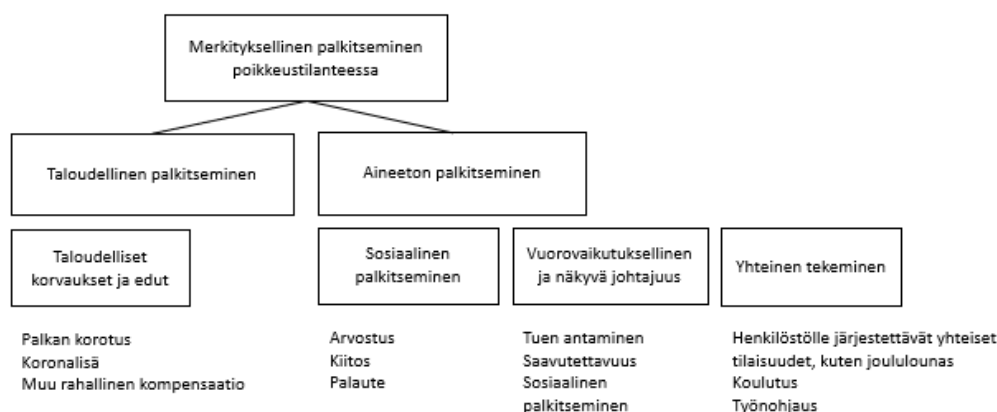 Merkityksellinen palkitseminen
poikkeustilanteessa
Taloudellinen palkitseminen
Aineeton palkitseminen
Taloudelliset
korvaukset ja edut
Sosiaalinen
palkitseminen
Vuorovaikutuksellinen
ja näkyvä johtajuus
Yhteinen tekeminen
Palkan korotus
Koronalisä
Muu rahallinen kompensaatio
Arvostus
Kiitos
Palaute
Tuen antaminen
Saavutettavuus
Sosiaalinen
palkitseminen
Henkilöstölle järjestettävät yhteiset
tilaisuudet, kuten joululounas
Koulutus
Työnohjaus